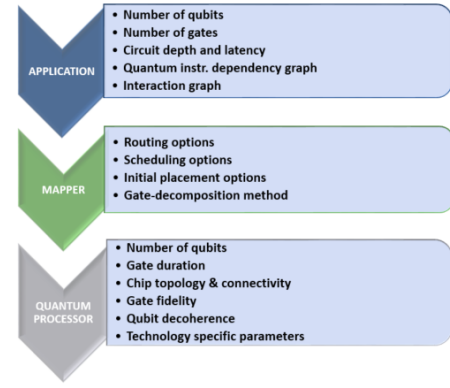 APPLICATION
• Number of qubits
• Number of gates
• Circuit depth and latency
• Quantum instr. dependency graph
• Interaction graph
MAPPER
• Routing options
• Scheduling options
• Initial placement options
• Gate-decomposition method
QUANTUM
PROCESSOR
• Number of qubits
• Gate duration
• Chip topology & connectivity
• Gate fidelity
• Qubit decoherence
• Technology specific parameters